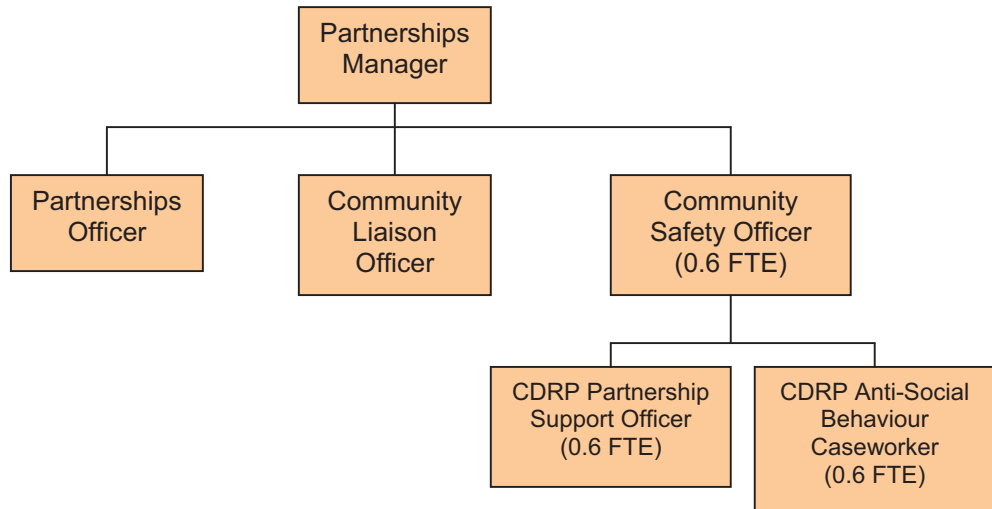 Partnerships
Manager
Partnerships
Officer
Community
Liaison
Officer
Community
Safety Officer
(0.6 FTE)
CDRP Partnership
Support Officer
(0.6 FTE)
CDRP Anti-Social
Behaviour
Caseworker
(0.6 FTE)